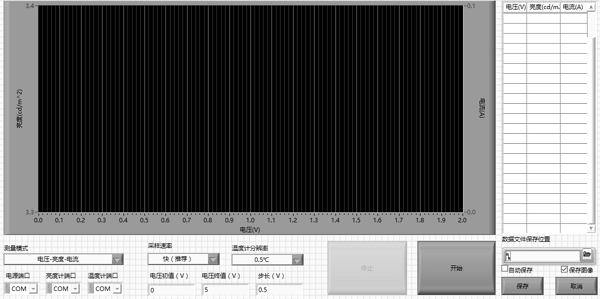 3.4
0.1
电压(V) 亮度(cd/m. 电流(A)
亮度(cd/m^2)
电流(A)
3.3
0.0
0.0 0.1 0.2 0.3 0.4 0.5 0.6 0.7 0.8 0.9 1.0 1.1 1.2 1.3 1.4 1.5 1.6 1.7 1.8 1.9 2.0
电压(V)
测量模式 采样速率 温度计分辨率 数据文件保存位置
电压-亮度-电流 快（推荐） 0.5℃
停止 开始
电源端口 亮度计端口 温度计端口 电压初值（V） 电压终值（V） 步长（V）
自动保存 保存图像
COM COM COM 0 5 0.5
保存 取消